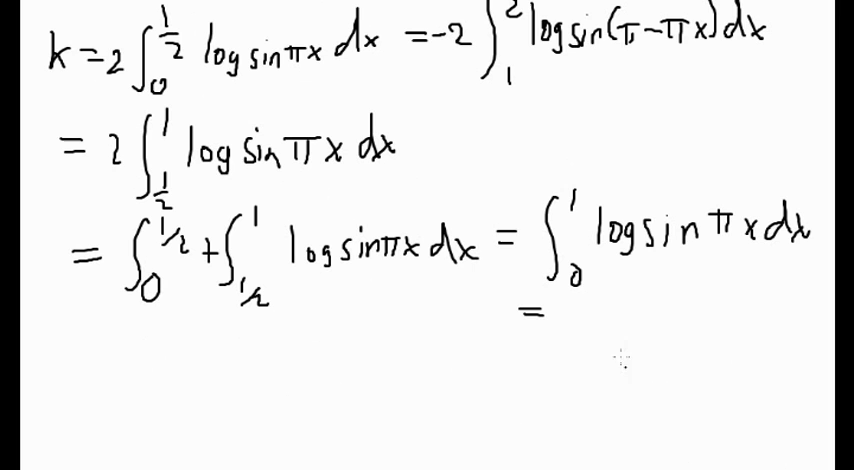 k = 2 ∫₀^{1/2} log sin πx dx = -2 ∫₁^2 log sin(π - πx) dx
= 2 ∫_{1/2}^1 log sin πx dx
= ∫₀^{1/2} + ∫_{1/2}^1 log sin πx dx = ∫₀^1 log sin πx dx
=